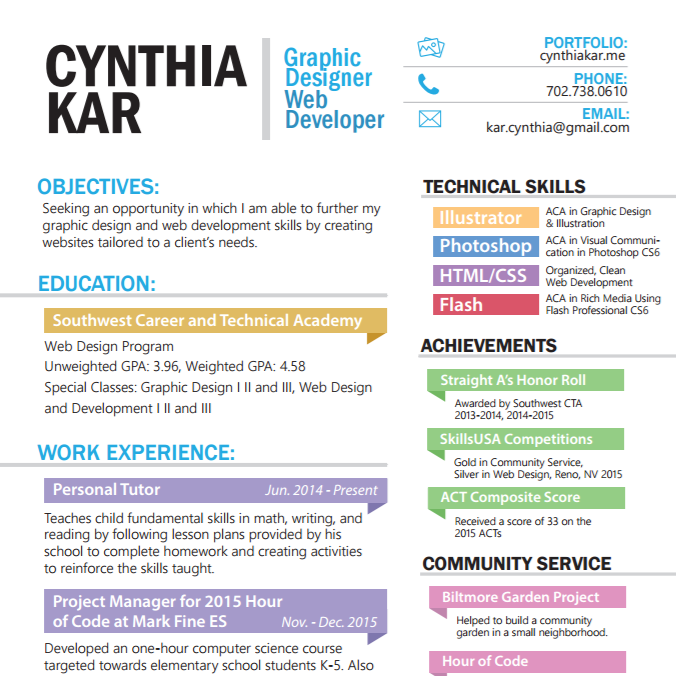 CYNTHIA
KAR
Graphic
Designer
Web
Developer
PORTFOLIO:
cynthiakar.me
PHONE:
702.738.0610
EMAIL:
kar.cynthia@gmail.com
OBJECTIVES:
Seeking an opportunity in which I am able to further my
graphic design and web development skills by creating
websites tailored to a client's needs.
EDUCATION:
Southwest Career and Technical Academy
Web Design Program
Unweighted GPA: 3.96, Weighted GPA: 4.58
Special Classes: Graphic Design I II and III, Web Design
and Development I II and III
WORK EXPERIENCE:
Personal Tutor Jun. 2014 - Present
Teaches child fundamental skills in math, writing, and
reading by following lesson plans provided by his
school to complete homework and creating activities
to reinforce the skills taught.
Project Manager for 2015 Hour
of Code at Mark Fine ES Nov. - Dec. 2015
Developed an one-hour computer science course
targeted towards elementary school students K-5. Also
TECHNICAL SKILLS
Illustrator ACA in Graphic Design
& Illustration
Photoshop ACA in Visual Communi-
cation in Photoshop CS6
HTML/CSS Organized, Clean
Web Development
Flash ACA in Rich Media Using
Flash Professional CS6
ACHIEVEMENTS
Straight A's Honor Roll
Awarded by Southwest CTA
2013-2014, 2014-2015
SkillsUSA Competitions
Gold in Community Service,
Silver in Web Design, Reno, NV 2015
ACT Composite Score
Received a score of 33 on the
2015 ACTs
COMMUNITY SERVICE
Biltmore Garden Project
Helped to build a community
garden in a small neighborhood.
Hour of Code